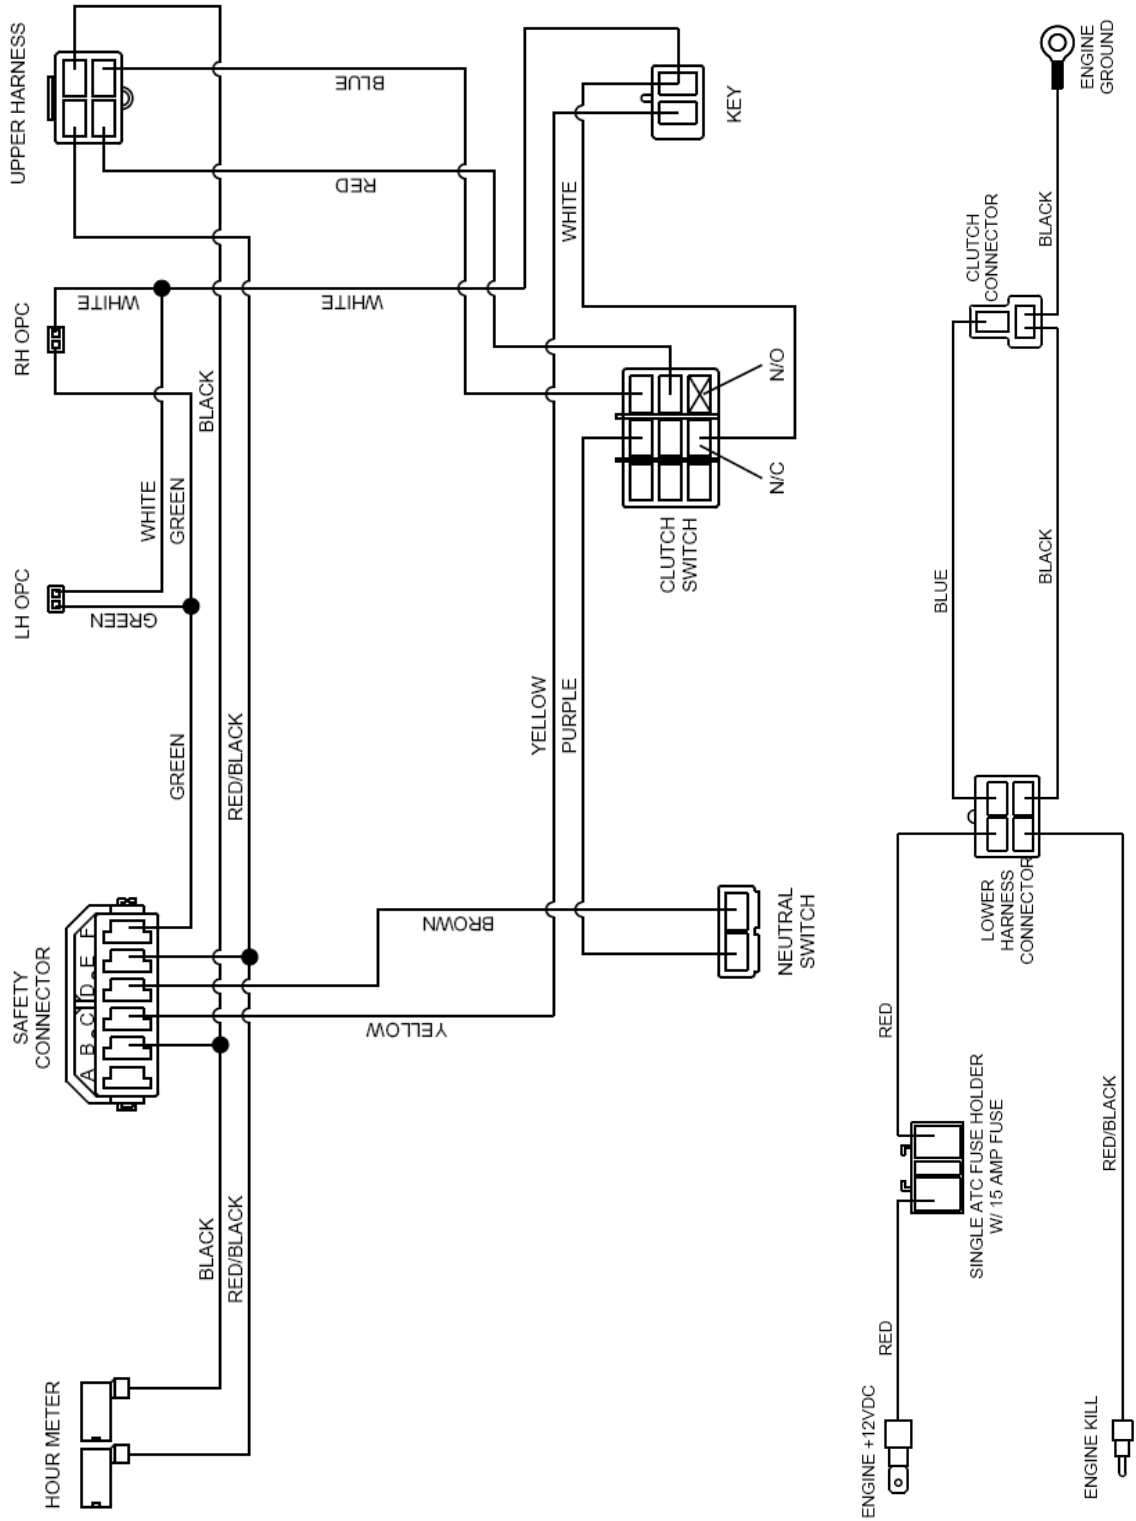 UPPER HARNESS
BLUE
RED
KEY
ENGINE
GROUND
RH OPC
WHITE
WHITE
WHITE
BLACK
CLUTCH
CONNECTOR
BLACK
N/O
N/C
CLUTCH
SWITCH
LH OPC
GREEN
WHITE
GREEN
BLUE
BLACK
GREEN
RED/BLACK
YELLOW
PURPLE
SAFETY
CONNECTOR
A
B
C
D
E
F
BROWN
YELLOW
NEUTRAL
SWITCH
LOWER
HARNESS
CONNECTOR
RED
SINGLE ATC FUSE HOLDER
W/ 15 AMP FUSE
RED/BLACK
BLACK
RED/BLACK
RED
HOUR METER
ENGINE +12VDC
ENGINE KILL